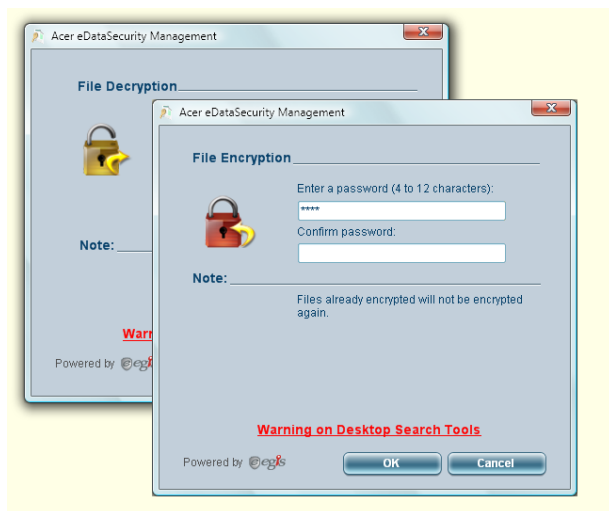 Acer eDataSecurity Management
File Decryption
Note:
Powered by egis
Acer eDataSecurity Management
File Encryption
Enter a password (4 to 12 characters):
****
Confirm password:
Note:
Files already encrypted will not be encrypted
again.
Warning on Desktop Search Tools
Powered by egis
OK
Cancel